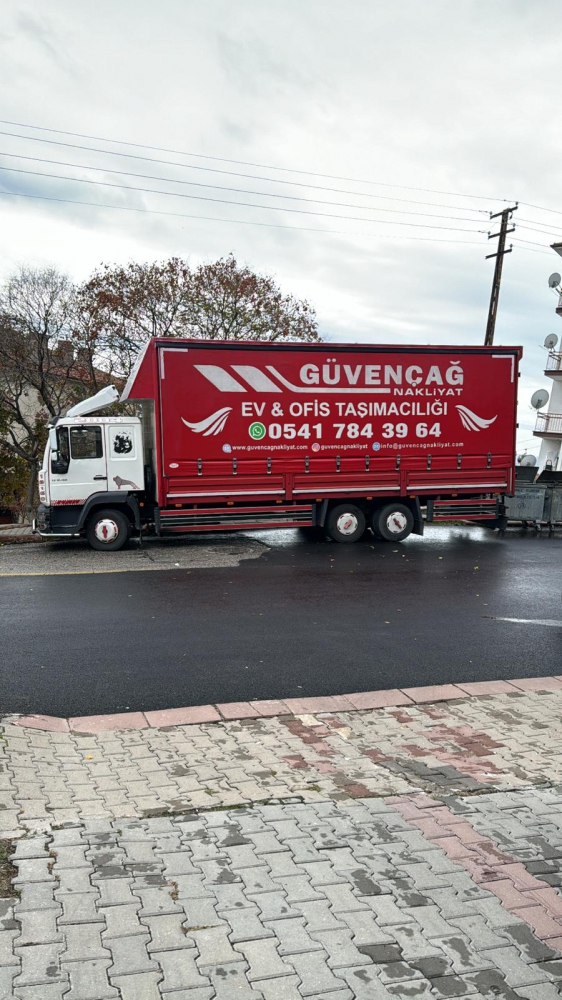 GÜVENÇAĞ
NAKLİYAT
EV & OFİS TAŞIMACILIĞI
0541 784 39 64
www.guvencagnakliyat.com guvencagnakliyat info@guvencagnakliyat.com